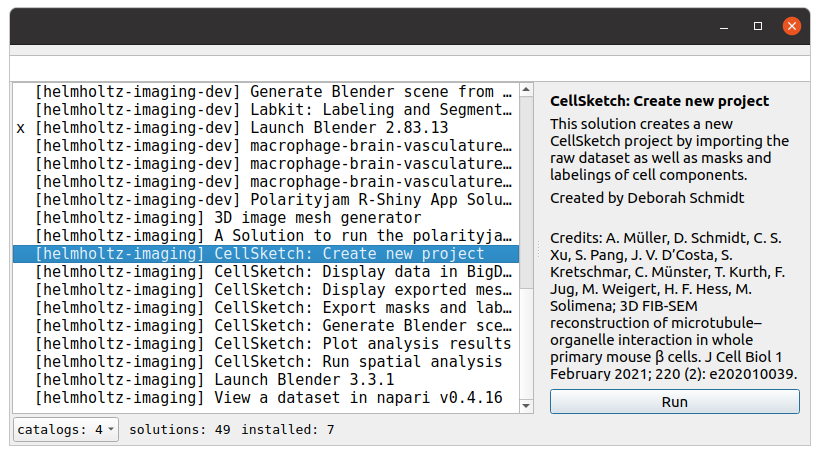 [helmholtz-imaging-dev] Generate Blender scene from …
[helmholtz-imaging-dev] Labkit: Labeling and Segment…
x [helmholtz-imaging-dev] Launch Blender 2.83.13
[helmholtz-imaging-dev] macrophage-brain-vasculature…
[helmholtz-imaging-dev] macrophage-brain-vasculature…
[helmholtz-imaging-dev] macrophage-brain-vasculature…
[helmholtz-imaging-dev] Polarityjam R-Shiny App Solu…
[helmholtz-imaging] 3D image mesh generator
[helmholtz-imaging] A Solution to run the polarityja…
[helmholtz-imaging] CellSketch: Create new project
[helmholtz-imaging] CellSketch: Display data in BigD…
[helmholtz-imaging] CellSketch: Display exported mes…
[helmholtz-imaging] CellSketch: Export masks and lab…
[helmholtz-imaging] CellSketch: Generate Blender sce…
[helmholtz-imaging] CellSketch: Plot analysis results
[helmholtz-imaging] CellSketch: Run spatial analysis
[helmholtz-imaging] Launch Blender 3.3.1
[helmholtz-imaging] View a dataset in napari v0.4.16
CellSketch: Create new project
This solution creates a new
CellSketch project by importing the
raw dataset as well as masks and
labelings of cell components.
Created by Deborah Schmidt
Credits: A. Müller, D. Schmidt, C. S.
Xu, S. Pang, J. V. D’Costa, S.
Kretschmar, C. Münster, T. Kurth, F.
Jug, M. Weigert, H. F. Hess, M.
Solimena; 3D FIB-SEM
reconstruction of microtubule–
organelle interaction in whole
primary mouse β cells. J Cell Biol 1
February 2021; 220 (2): e202010039.
Run
catalogs: 4 solutions: 49 installed: 7